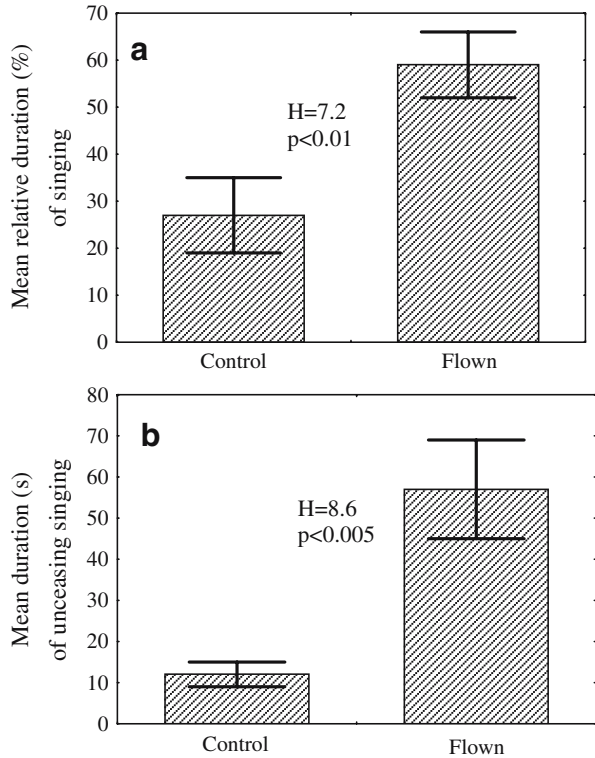 a
Mean relative duration (%)
of singing
70
60
50
40
30
20
10
0
H=7.2
p<0.01
Control
Flown
b
Mean duration (s)
of unceasing singing
80
70
60
50
40
30
20
10
0
H=8.6
p<0.005
Control
Flown